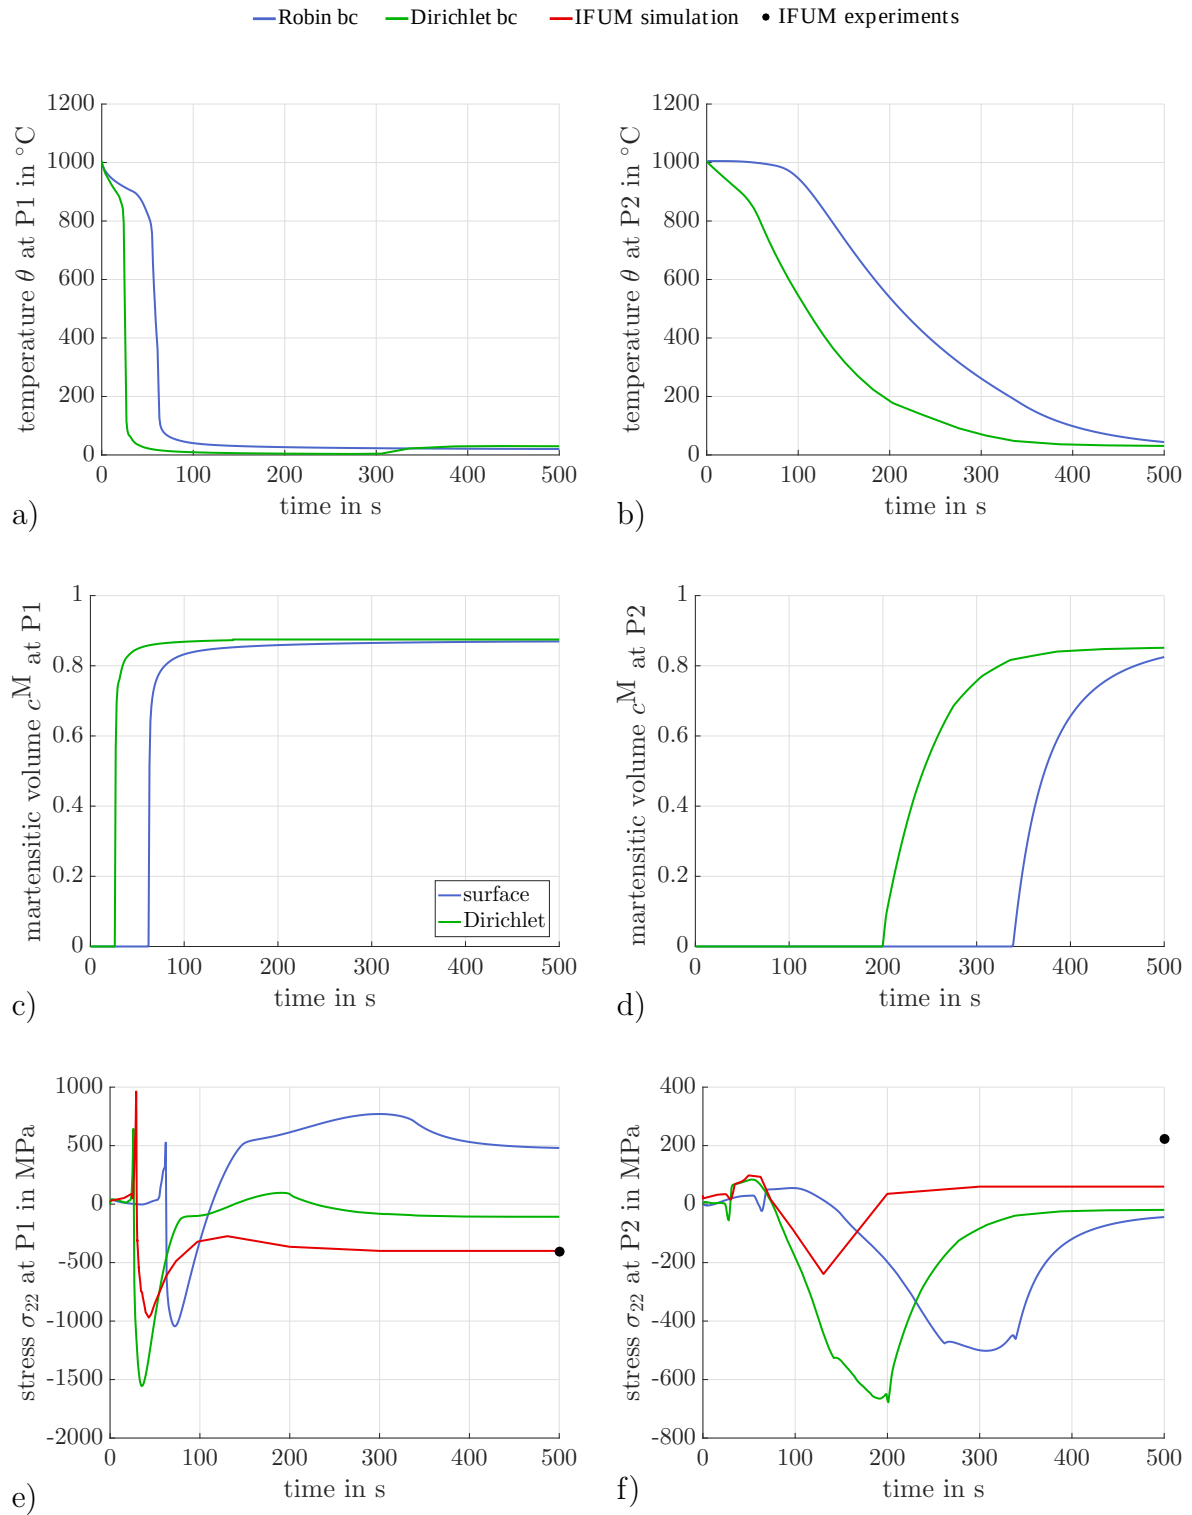 Robin bc Dirichlet bc IFUM simulation IFUM experiments
temperature θ at P1 in °C
1200
1000
800
600
400
200
0
0 100 200 300 400 500
time in s
a)
temperature θ at P2 in °C
1200
1000
800
600
400
200
0
0 100 200 300 400 500
time in s
b)
martensitic volume c^M at P1
1
0.8
0.6
0.4
0.2
0
surface
Dirichlet
0 100 200 300 400 500
time in s
c)
martensitic volume c^M at P2
1
0.8
0.6
0.4
0.2
0
0 100 200 300 400 500
time in s
d)
stress σ₂₂ at P1 in MPa
1000
500
0
-500
-1000
-1500
-2000
0 100 200 300 400 500
time in s
e)
stress σ₂₂ at P2 in MPa
400
200
0
-200
-400
-600
-800
0 100 200 300 400 500
time in s
f)